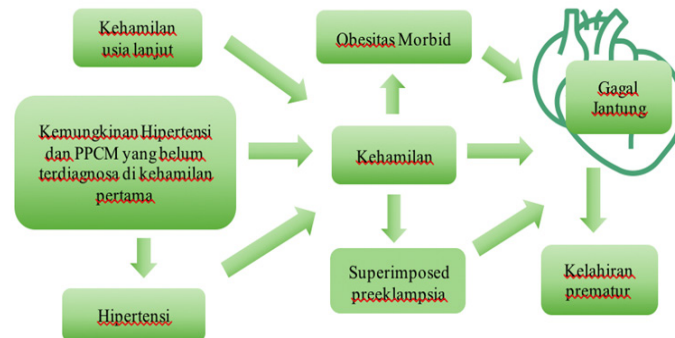 Kehamilan
usia lanjut
Obesitas Morbid
Gagal
Jantung
Kemungkinan Hipertensi
dan PPCM yang belum
terdiagnosa di kehamilan
pertama
Kehamilan
Superimposed
preeklampsia
Kelahiran
prematur
Hipertensi